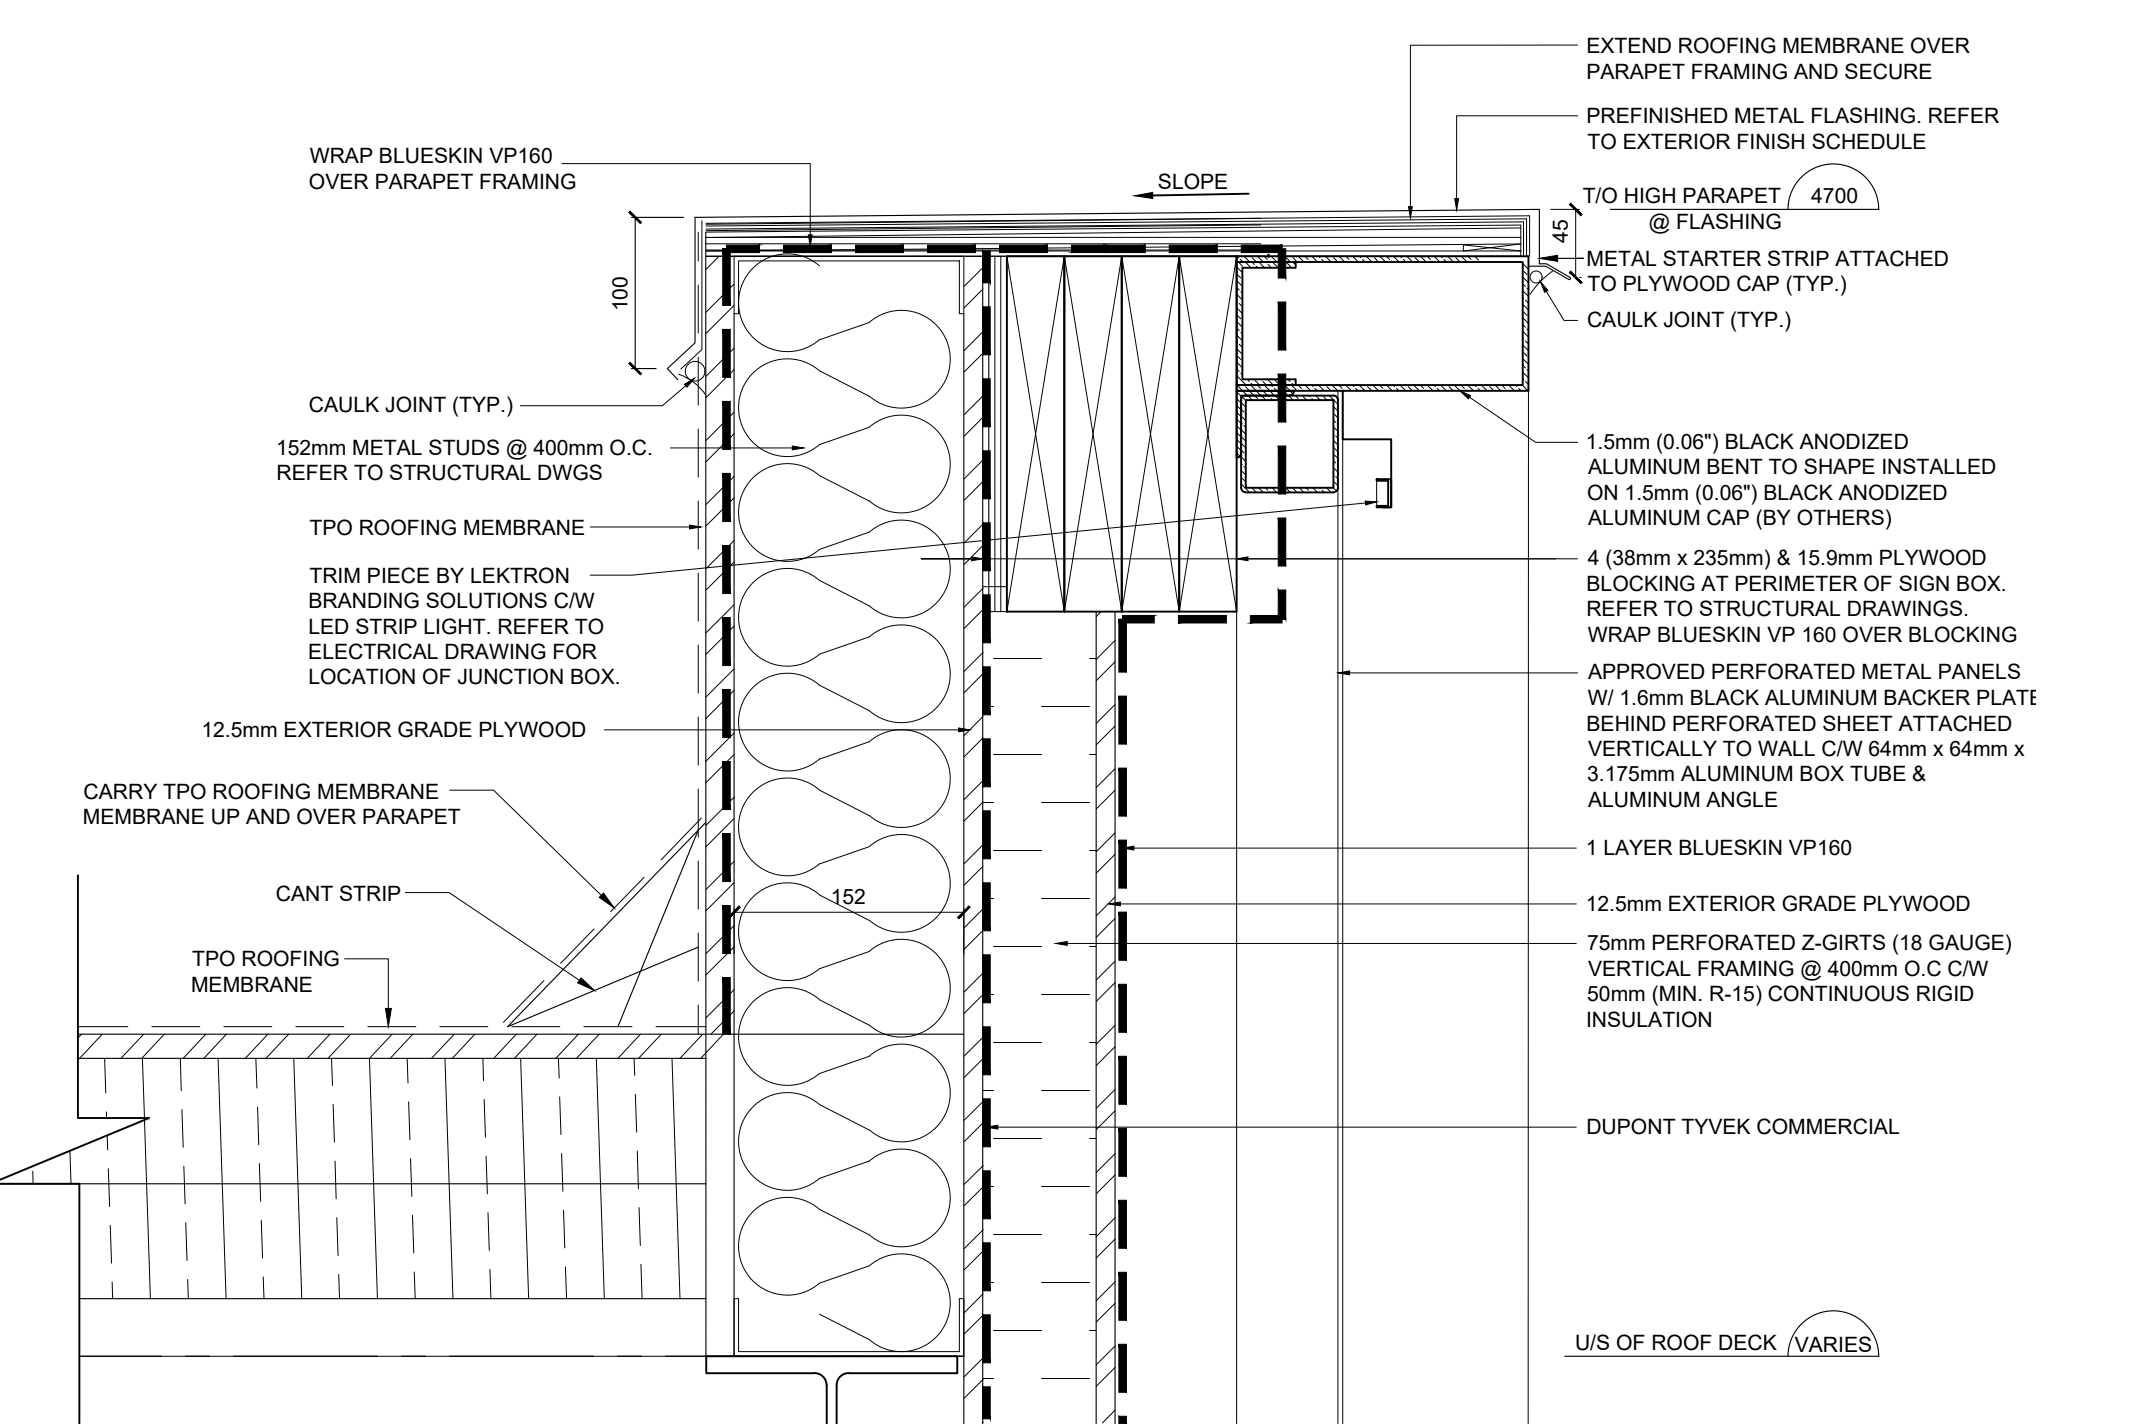 EXTEND ROOFING MEMBRANE OVER
PARAPET FRAMING AND SECURE
PREFINISHED METAL FLASHING. REFER
TO EXTERIOR FINISH SCHEDULE
WRAP BLUESKIN VP160
OVER PARAPET FRAMING
SLOPE
T/O HIGH PARAPET
@ FLASHING
4700
45
METAL STARTER STRIP ATTACHED
TO PLYWOOD CAP (TYP.)
CAULK JOINT (TYP.)
100
CAULK JOINT (TYP.)
152mm METAL STUDS @ 400mm O.C.
REFER TO STRUCTURAL DWGS
TPO ROOFING MEMBRANE
TRIM PIECE BY LEKTRON
BRANDING SOLUTIONS C/W
LED STRIP LIGHT. REFER TO
ELECTRICAL DRAWING FOR
LOCATION OF JUNCTION BOX.
12.5mm EXTERIOR GRADE PLYWOOD
CARRY TPO ROOFING MEMBRANE
MEMBRANE UP AND OVER PARAPET
CANT STRIP
TPO ROOFING
MEMBRANE
152
1.5mm (0.06") BLACK ANODIZED
ALUMINUM BENT TO SHAPE INSTALLED
ON 1.5mm (0.06") BLACK ANODIZED
ALUMINUM CAP (BY OTHERS)
4 (38mm x 235mm) & 15.9mm PLYWOOD
BLOCKING AT PERIMETER OF SIGN BOX.
REFER TO STRUCTURAL DRAWINGS.
WRAP BLUESKIN VP 160 OVER BLOCKING
APPROVED PERFORATED METAL PANELS
W/ 1.6mm BLACK ALUMINUM BACKER PLATE
BEHIND PERFORATED SHEET ATTACHED
VERTICALLY TO WALL C/W 64mm x 64mm x
3.175mm ALUMINUM BOX TUBE &
ALUMINUM ANGLE
1 LAYER BLUESKIN VP160
12.5mm EXTERIOR GRADE PLYWOOD
75mm PERFORATED Z-GIRTS (18 GAUGE)
VERTICAL FRAMING @ 400mm O.C C/W
50mm (MIN. R-15) CONTINUOUS RIGID
INSULATION
DUPONT TYVEK COMMERCIAL
U/S OF ROOF DECK
VARIES